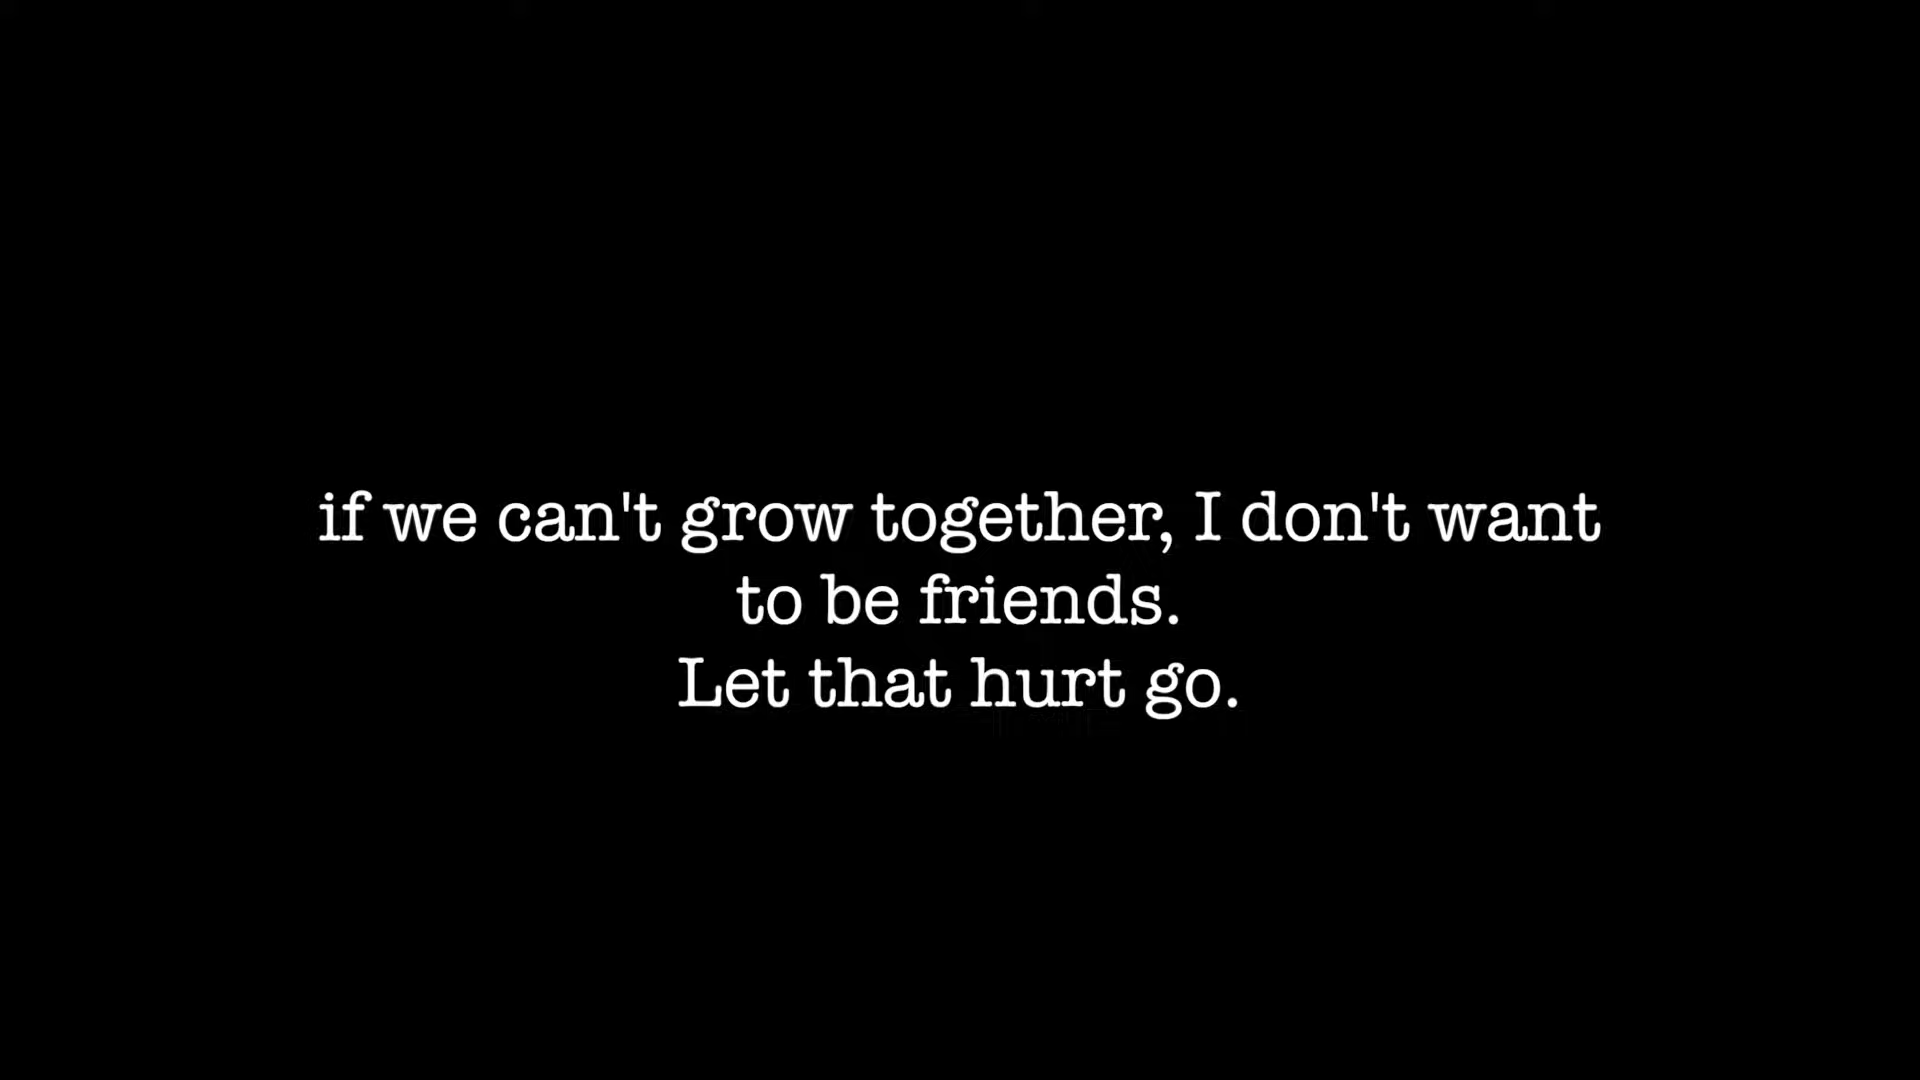 if we can't grow together, I don't want
to be friends.
Let that hurt go.